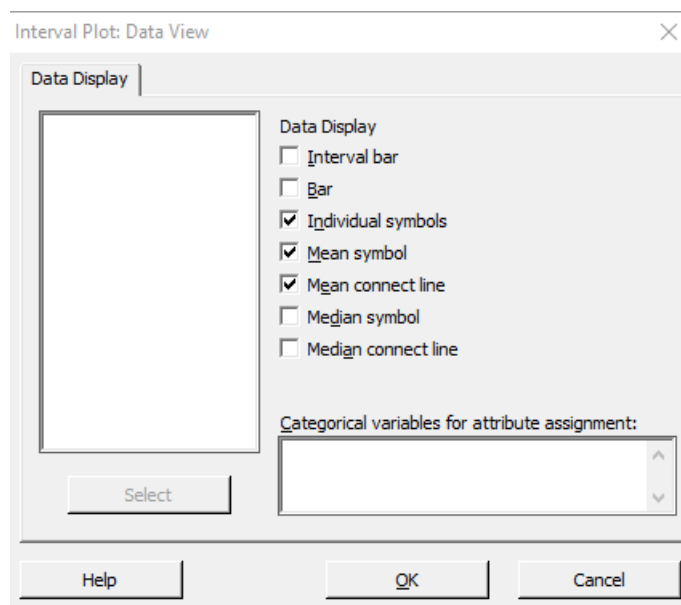 Interval Plot: Data View
Data Display
Data Display
Interval bar
Bar
Individual symbols
Mean symbol
Mean connect line
Median symbol
Median connect line
Categorical variables for attribute assignment:
Select
Help
OK
Cancel